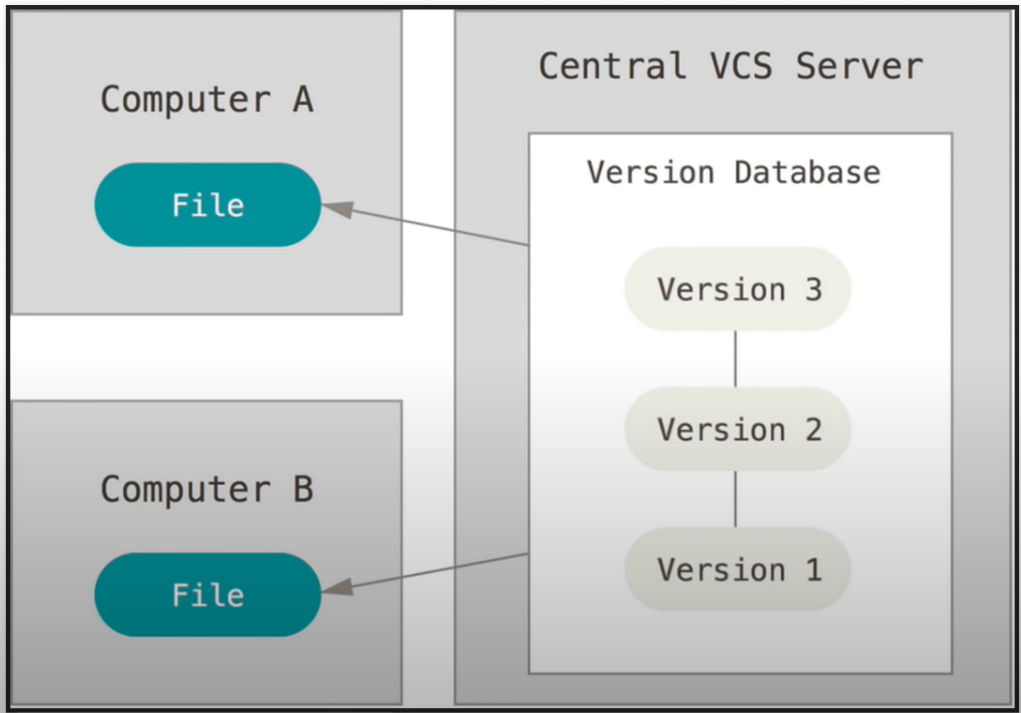 Computer A
File
Computer B
File
Central VCS Server
Version Database
Version 3
Version 2
Version 1